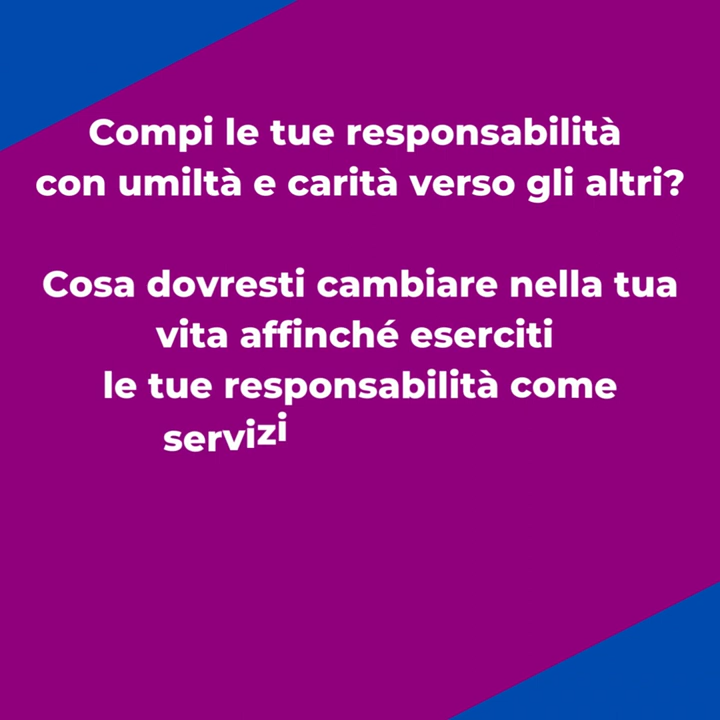 Compi le tue responsabilità
con umiltà e carità verso gli altri?
Cosa dovresti cambiare nella tua
vita affinché eserciti
le tue responsabilità come
servizi